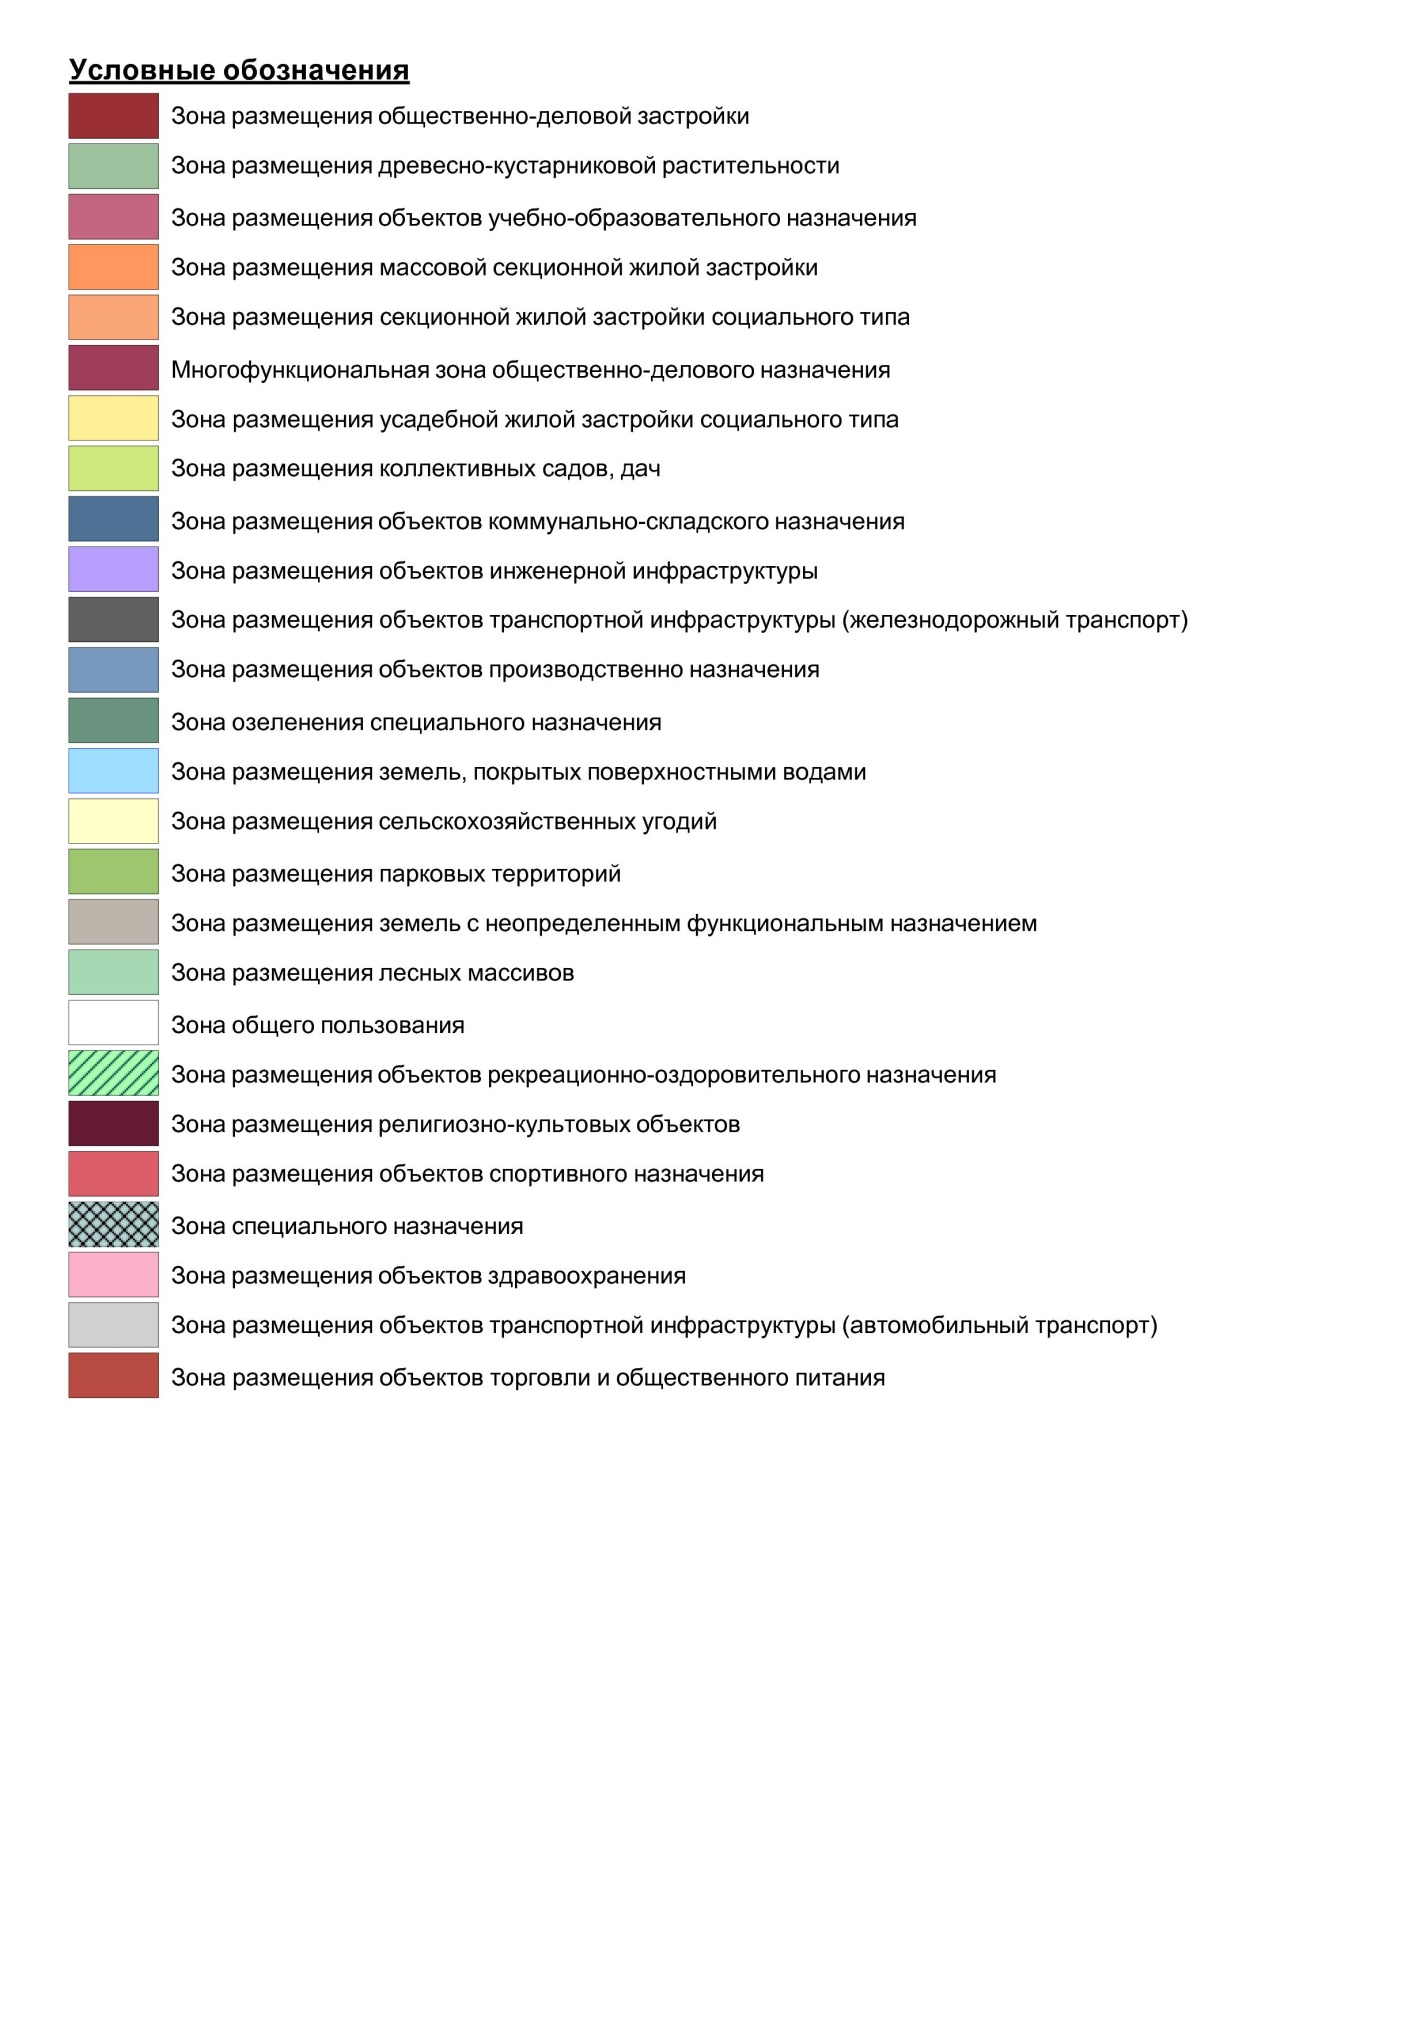 Условные обозначения
Зона размещения общественно-деловой застройки
Зона размещения древесно-кустарниковой растительности
Зона размещения объектов учебно-образовательного назначения
Зона размещения массовой секционной жилой застройки
Зона размещения секционной жилой застройки социального типа
Многофункциональная зона общественно-делового назначения
Зона размещения усадебной жилой застройки социального типа
Зона размещения коллективных садов, дач
Зона размещения объектов коммунально-складского назначения
Зона размещения объектов инженерной инфраструктуры
Зона размещения объектов транспортной инфраструктуры (железнодорожный транспорт)
Зона размещения объектов производственно назначения
Зона озеленения специального назначения
Зона размещения земель, покрытых поверхностными водами
Зона размещения сельскохозяйственных угодий
Зона размещения парковых территорий
Зона размещения земель с неопределенным функциональным назначением
Зона размещения лесных массивов
Зона общего пользования
Зона размещения объектов рекреационно-оздоровительного назначения
Зона размещения религиозно-культовых объектов
Зона размещения объектов спортивного назначения
Зона специального назначения
Зона размещения объектов здравоохранения
Зона размещения объектов транспортной инфраструктуры (автомобильный транспорт)
Зона размещения объектов торговли и общественного питания